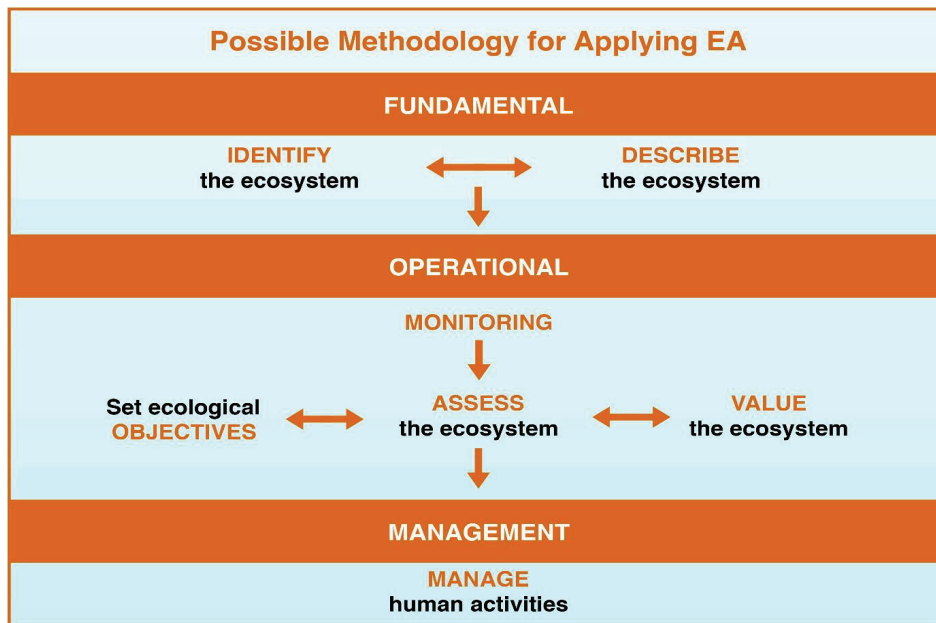 Possible Methodology for Applying EA
FUNDAMENTAL
IDENTIFY
the ecosystem
DESCRIBE
the ecosystem
OPERATIONAL
MONITORING
Set ecological
OBJECTIVES
ASSESS
the ecosystem
VALUE
the ecosystem
MANAGEMENT
MANAGE
human activities